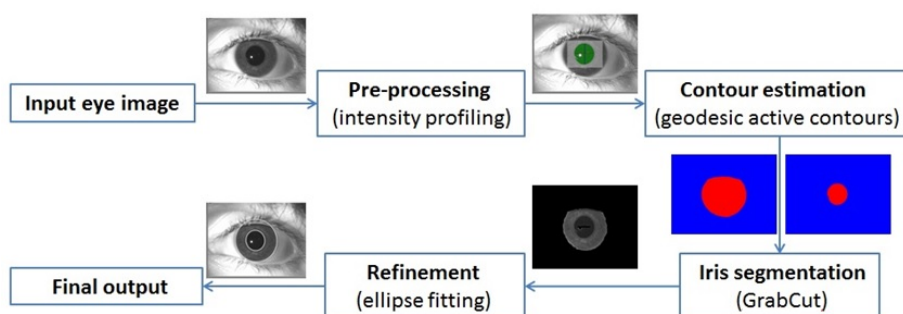 Input eye image
Pre-processing
(intensity profiling)
Contour estimation
(geodesic active contours)
Iris segmentation
(GrabCut)
Refinement
(ellipse fitting)
Final output